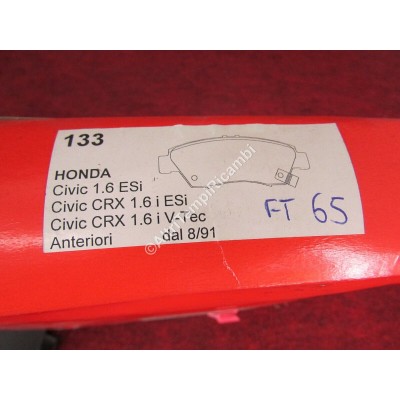 133
HONDA
Civic 1.6 ESi
Civic CRX 1.6 i ESi
Civic CRX 1.6 i V-Tec
Anteriori dal 8/91
FT 65